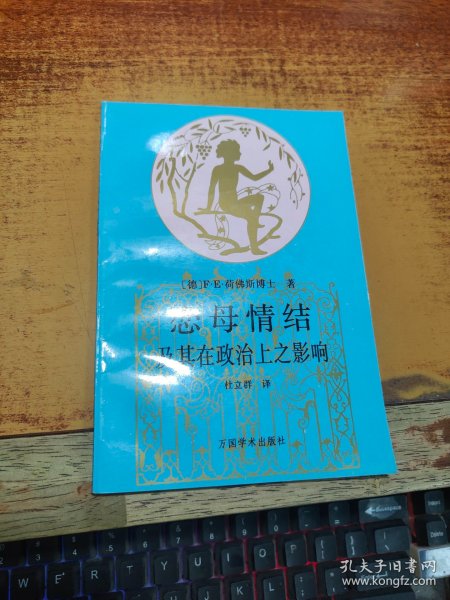 [德]F·E·荷佛斯博士 著
恋母情结
及其在政治上之影响
杜立群 译
万国学术出版社
孔夫子旧书网
www.kongfz.com